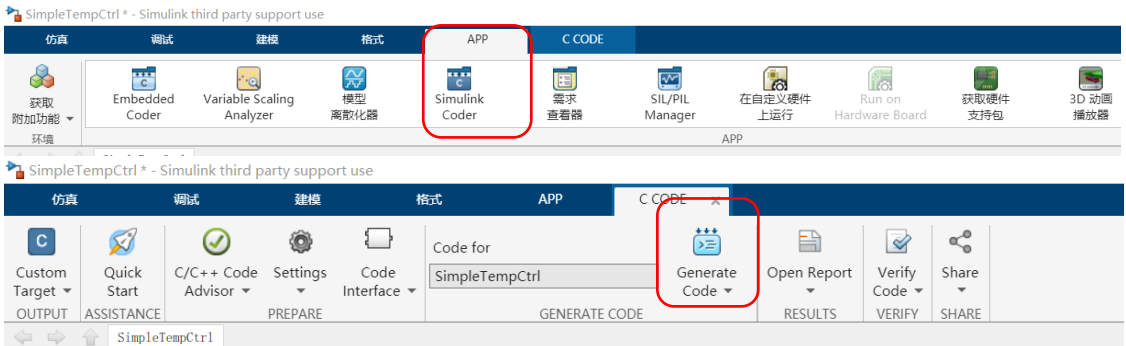 SimpleTempCtrl * - Simulink third party support use
仿真 调试 建模 格式 APP C CODE
获取
附加功能
Embedded
Coder
Variable Scaling
Analyzer
模型
离散化器
Simulink
Coder
需求
查看器
SIL/PIL
Manager
在自定义硬件
上运行
Run on
Hardware Board
获取硬件
支持包
3D 动画
播放器
环境 APP
SimpleTempCtrl * - Simulink third party support use
仿真 调试 建模 格式 APP C CODE
Custom
Target
Quick
Start
C/C++ Code
Advisor
Settings
Code
Interface
Code for
SimpleTempCtrl
Generate
Code
Open Report
Verify
Code
Share
OUTPUT ASSISTANCE PREPARE GENERATE CODE RESULTS VERIFY SHARE
SimpleTempCtrl